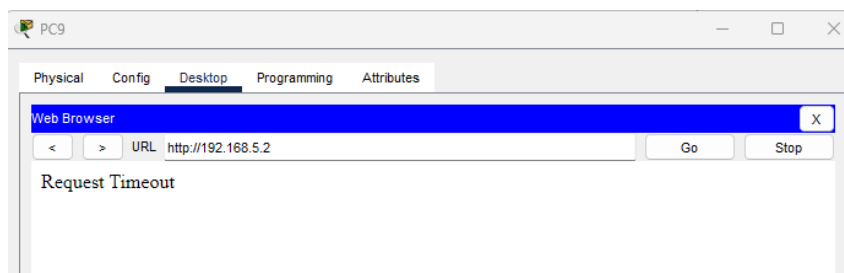 PC9
Physical Config Desktop Programming Attributes
Web Browser X
< > URL http://192.168.5.2 Go Stop
Request Timeout